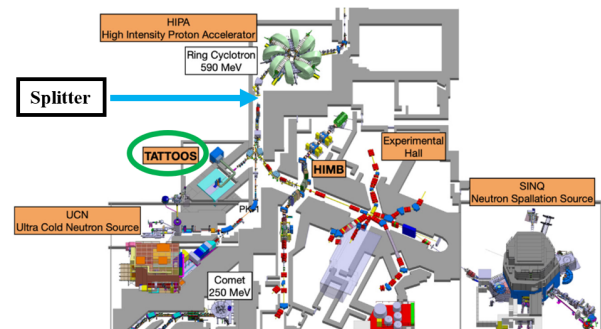 HIPA
High Intensity Proton Accelerator
Ring Cyclotron
590 MeV
Splitter
TATTOOS
HIMB
Experimental
Hall
SINQ
Neutron Spallation Source
UCN
Ultra Cold Neutron Source
Comet
250 MeV